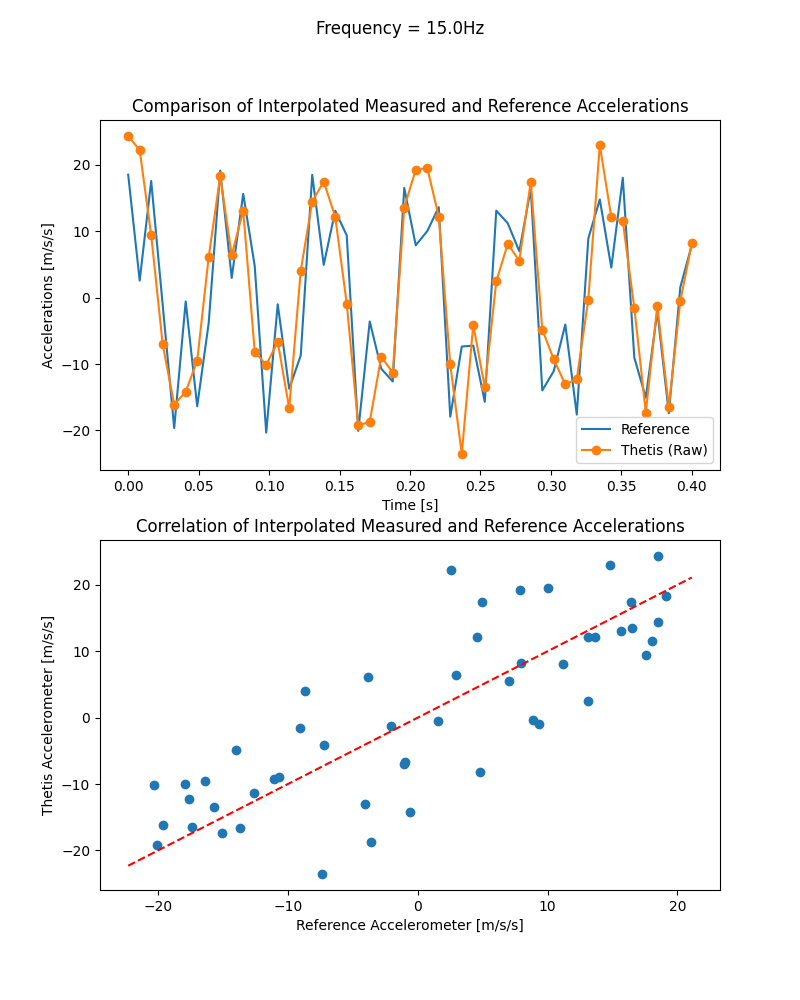 Frequency = 15.0Hz
Comparison of Interpolated Measured and Reference Accelerations
Accelerations [m/s/s]
20
10
0
−10
−20
Reference
Thetis (Raw)
0.00 0.05 0.10 0.15 0.20 0.25 0.30 0.35 0.40
Time [s]
Correlation of Interpolated Measured and Reference Accelerations
Thetis Accelerometer [m/s/s]
20
10
0
−10
−20
−20 −10 0 10 20
Reference Accelerometer [m/s/s]